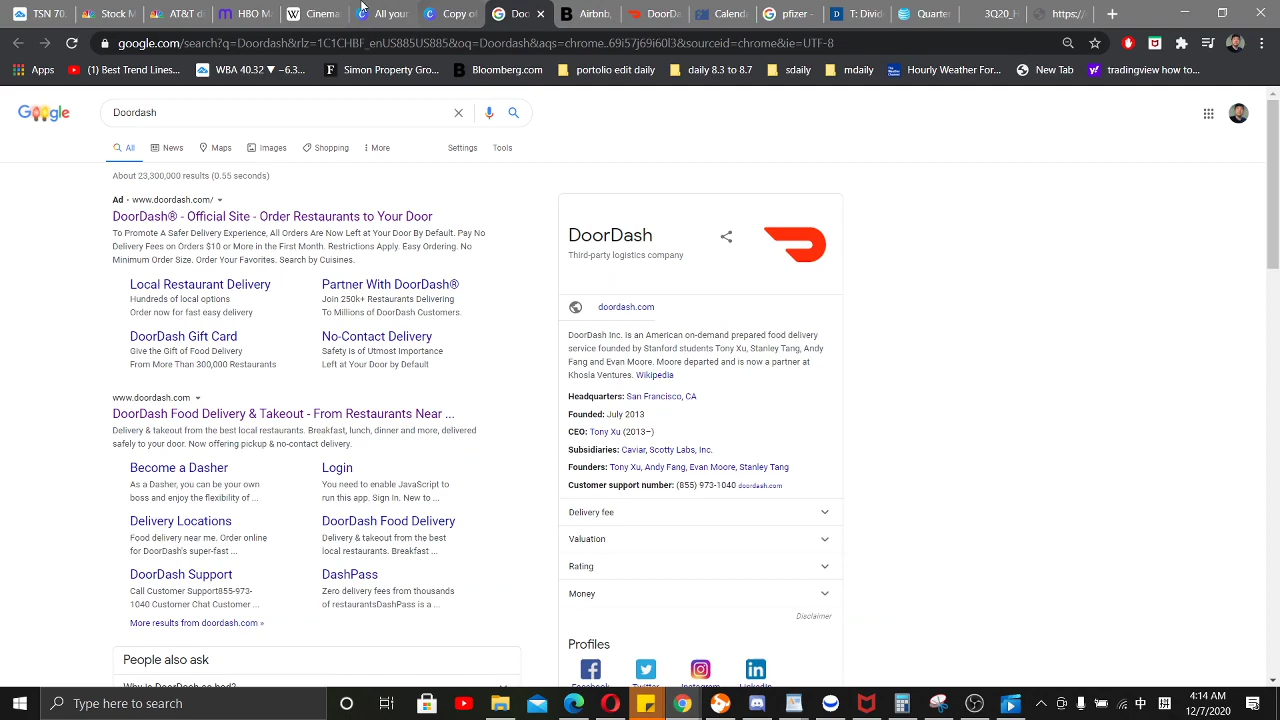 TSN 70.
Stock M
AT&T d
HBO M
Cinema
All your
Copy of
Doo
Airbnb,
DoorDa
Calenda
pfizer -
T: Divid
Quarter
3Q20_H
https://s
google.com/search?q=Doordash&rlz=1C1CHBF_enUS885US885&oq=Doordash&aqs=chrome..69i57j69i60l3&sourceid=chrome&ie=UTF-8
Apps
(1) Best Trend Lines...
WBA 40.32 ▼ −6.3...
Simon Property Gro...
Bloomberg.com
portolio edit daily
daily 8.3 to 8.7
sdaily
mdaily
Hourly Weather For...
New Tab
tradingview how to...
Google
Doordash
All
News
Maps
Images
Shopping
More
Settings
Tools
About 23,300,000 results (0.55 seconds)
Ad · www.doordash.com/
DoorDash® - Official Site - Order Restaurants to Your Door
To Promote A Safer Delivery Experience, All Orders Are Now Left at Your Door By Default. Pay No
Delivery Fees on Orders $10 or More in the First Month. Restrictions Apply. Easy Ordering. No
Minimum Order Size. Order Your Favorites. Search by Cuisines.
Local Restaurant Delivery
Hundreds of local options
Order now for fast easy delivery
Partner With DoorDash®
Join 250k+ Restaurants Delivering
To Millions of DoorDash Customers.
DoorDash Gift Card
Give the Gift of Food Delivery
From More Than 300,000 Restaurants
No-Contact Delivery
Safety is of Utmost Importance
Left at Your Door by Default
www.doordash.com
DoorDash Food Delivery & Takeout - From Restaurants Near ...
Delivery & takeout from the best local restaurants. Breakfast, lunch, dinner and more, delivered
safely to your door. Now offering pickup & no-contact delivery.
Become a Dasher
As a Dasher, you can be your own
boss and enjoy the flexibility of ...
Login
You need to enable JavaScript to
run this app. Sign In. New to ...
Delivery Locations
Food delivery near me. Order online
for DoorDash's super-fast ...
DoorDash Food Delivery
Delivery & takeout from the best
local restaurants. Breakfast ...
DoorDash Support
Call Customer Support855-973-
1040 Customer Chat Customer ...
DashPass
Zero delivery fees from thousands
of restaurantsDashPass is a ...
More results from doordash.com »
People also ask
Why is DoorDash so bad?
DoorDash
Third-party logistics company
doordash.com
DoorDash Inc. is an American on-demand prepared food delivery
service founded by Stanford students Tony Xu, Stanley Tang, Andy
Fang and Evan Moore. Moore departed and is now a partner at
Khosla Ventures. Wikipedia
Headquarters: San Francisco, CA
Founded: July 2013
CEO: Tony Xu (2013–)
Subsidiaries: Caviar, Scotty Labs, Inc.
Founders: Tony Xu, Andy Fang, Evan Moore, Stanley Tang
Customer support number: (855) 973-1040 doordash.com
Delivery fee
Valuation
Rating
Money
Disclaimer
Profiles
Facebook
Twitter
Instagram
LinkedIn
Type here to search
中
4:14 AM
12/7/2020